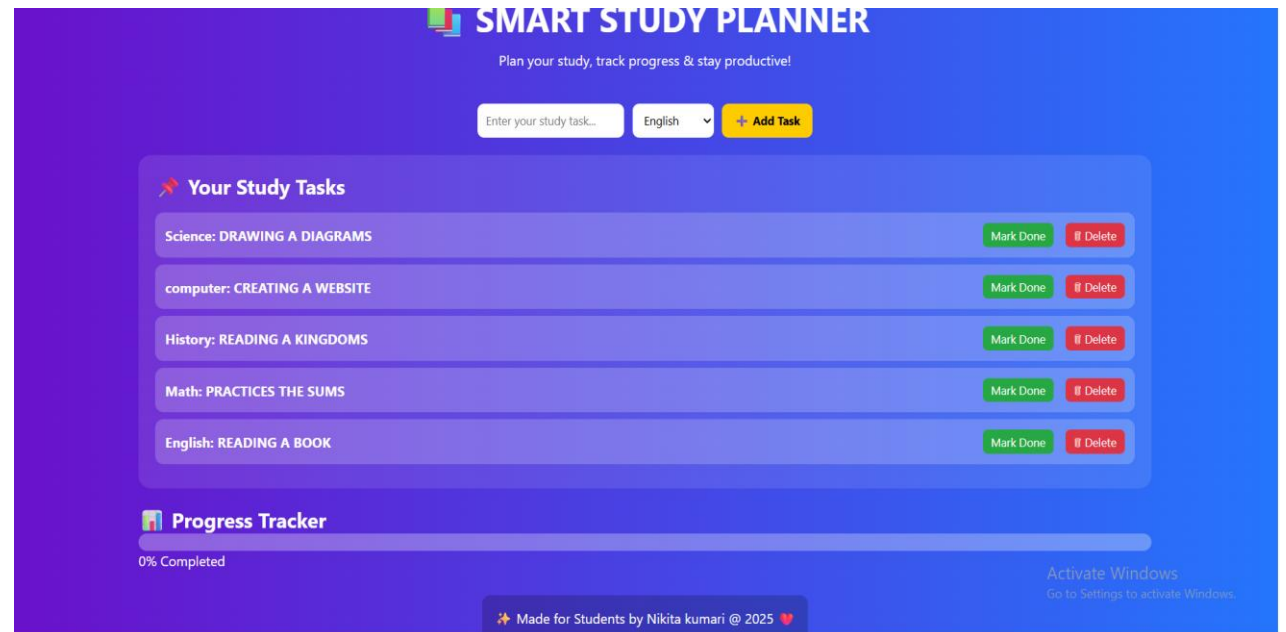 SMART STUDY PLANNER
Plan your study, track progress & stay productive!
Enter your study task... English Add Task
Your Study Tasks
Science: DRAWING A DIAGRAMS Mark Done Delete
computer: CREATING A WEBSITE Mark Done Delete
History: READING A KINGDOMS Mark Done Delete
Math: PRACTICES THE SUMS Mark Done Delete
English: READING A BOOK Mark Done Delete
Progress Tracker
0% Completed
Activate Windows
Go to Settings to activate Windows.
Made for Students by Nikita kumari @ 2025